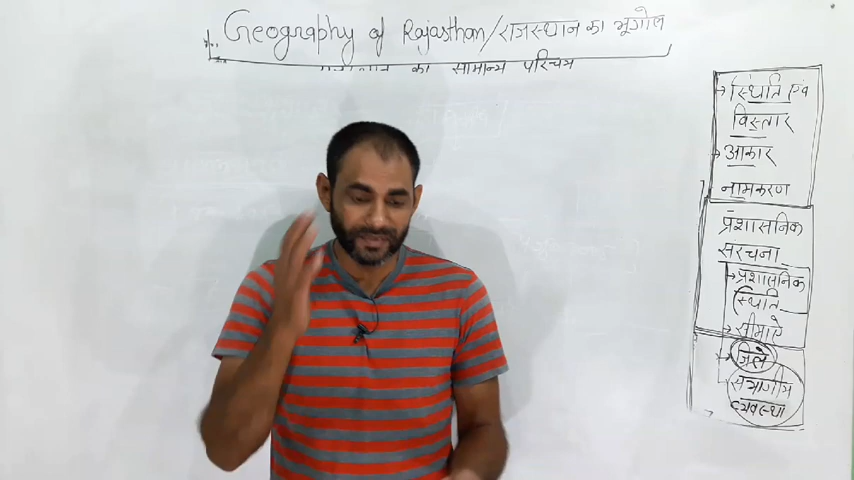 Geography of Rajasthan/राजस्थान का भूगोल
का सामान्य परिचय
→ स्थिति एवं
विस्तार
→ आकार
नामकरण
प्रशासनिक
संरचना
→ प्रशासनिक
स्थिति
→ सीमाऐ
→ जिले
संभागीय
व्यवस्था